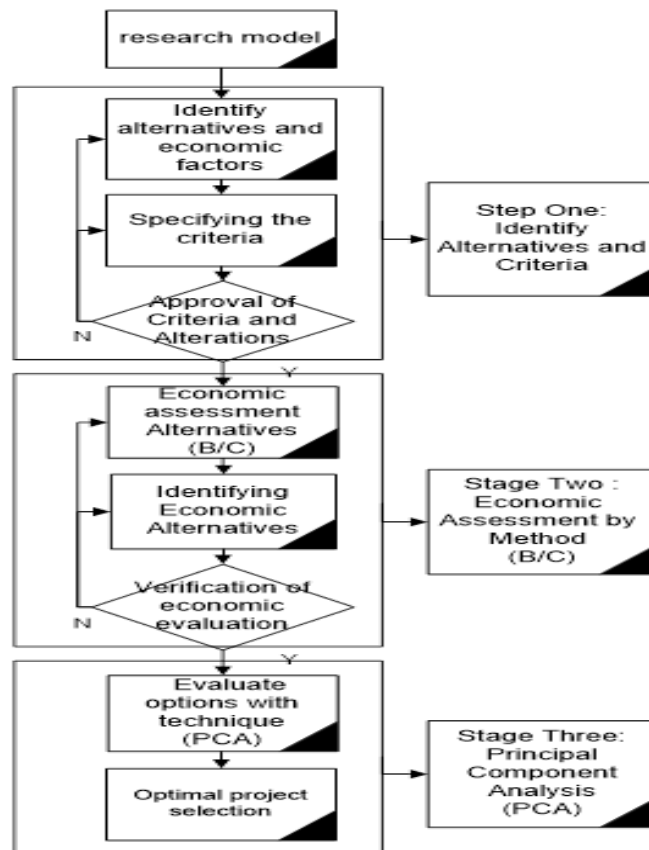 research model
Identify
alternatives and
economic
factors
Specifying the
criteria
Step One:
Identify
Alternatives and
Criteria
Approval of
Criteria and
Alterations
N
Y
Economic
assessment
Alternatives
(B/C)
Identifying
Economic
Alternatives
Stage Two :
Economic
Assessment by
Method
(B/C)
Verification of
economic
evaluation
N
Y
Evaluate
options with
technique
(PCA)
Optimal project
selection
Stage Three:
Principal
Component
Analysis
(PCA)